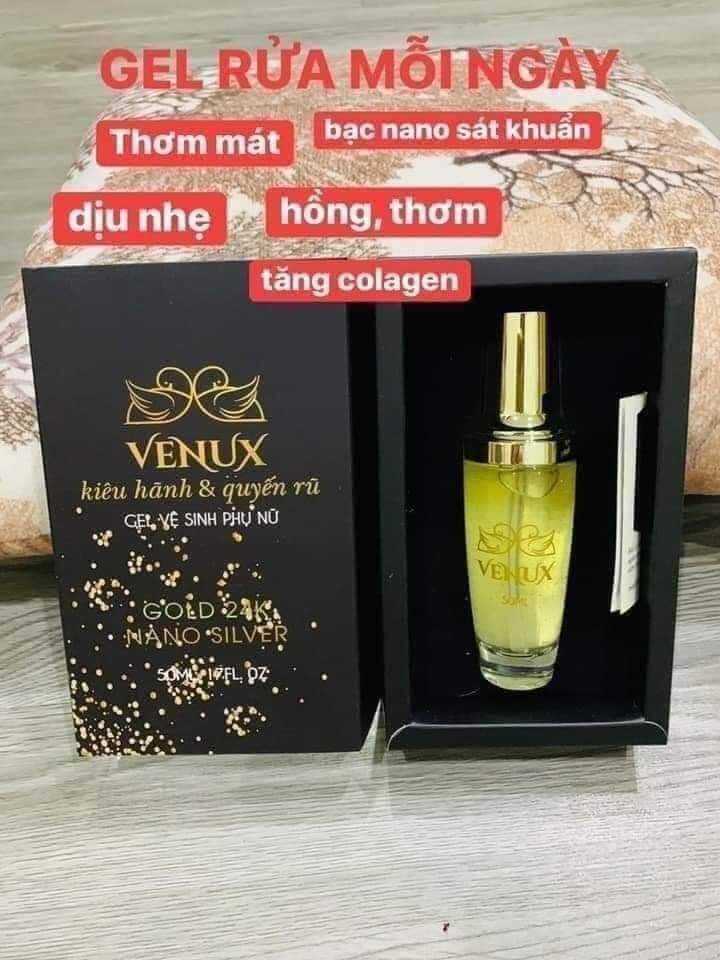 GEL RỬA MỖI NGÀY
Thơm mát
bạc nano sát khuẩn
dịu nhẹ
hồng, thơm
tăng colagen
VENUX
kiêu hãnh & quyến rũ
GEL VỆ SINH PHỤ NỮ
GOLD 24K
NANO SILVER
50ML 1.7FL. OZ
VENUX
50ML